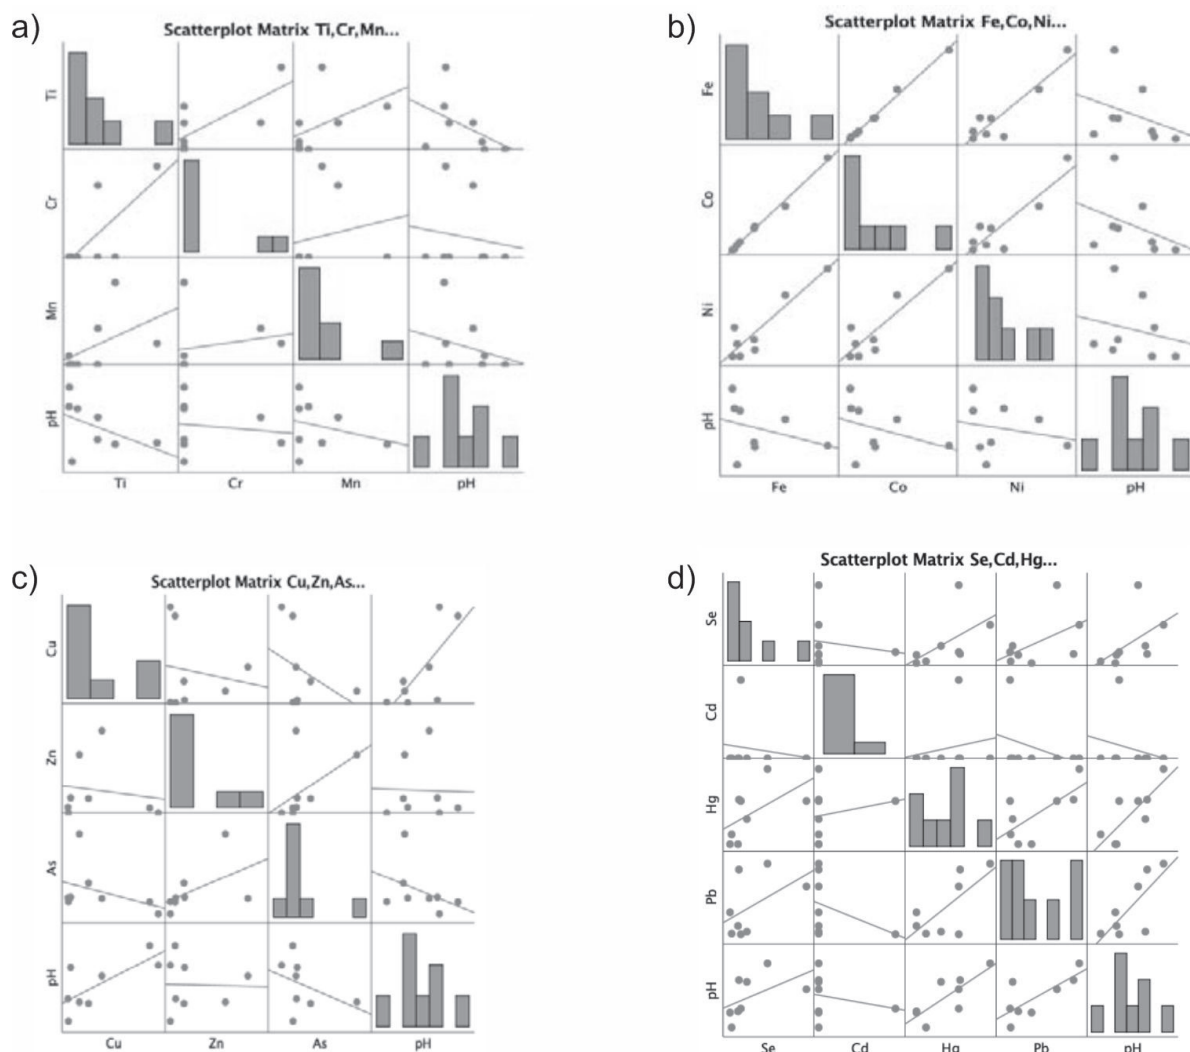 a)
Scatterplot Matrix Ti,Cr,Mn...
Ti
Cr
Mn
pH
Ti Cr Mn pH
b)
Scatterplot Matrix Fe,Co,Ni...
Fe
Co
Ni
pH
Fe Co Ni pH
c)
Scatterplot Matrix Cu,Zn,As...
Cu
Zn
As
pH
Cu Zn As pH
d)
Scatterplot Matrix Se,Cd,Hg...
Se
Cd
Hg
Pb
pH
Se Cd Hg Pb pH